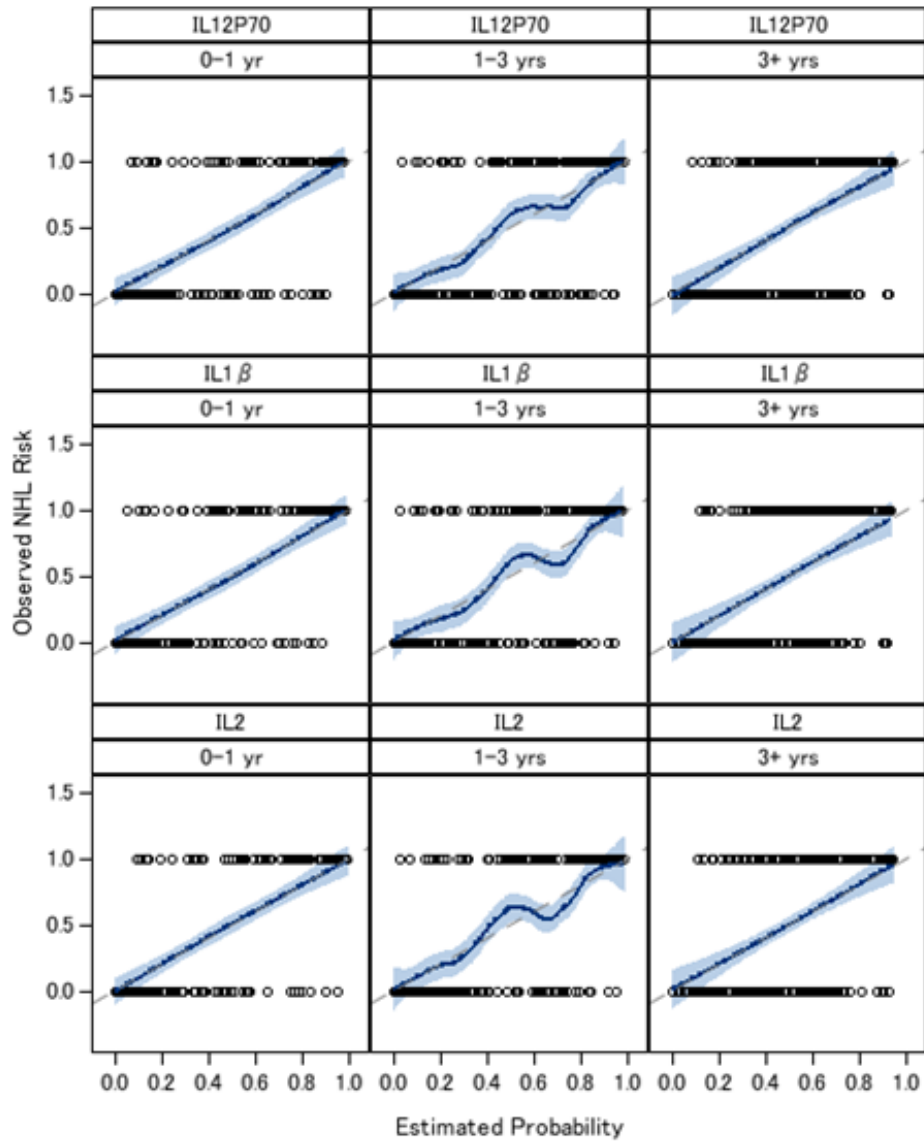 IL12P70 IL12P70 IL12P70
0-1 yr 1-3 yrs 3+ yrs
1.5
1.0
0.5
0.0
IL1β IL1β IL1β
0-1 yr 1-3 yrs 3+ yrs
1.5
1.0
0.5
0.0
Observed NHL Risk
IL2 IL2 IL2
0-1 yr 1-3 yrs 3+ yrs
1.5
1.0
0.5
0.0
0.0 0.2 0.4 0.6 0.8 1.0 0.0 0.2 0.4 0.6 0.8 1.0 0.0 0.2 0.4 0.6 0.8 1.0
Estimated Probability